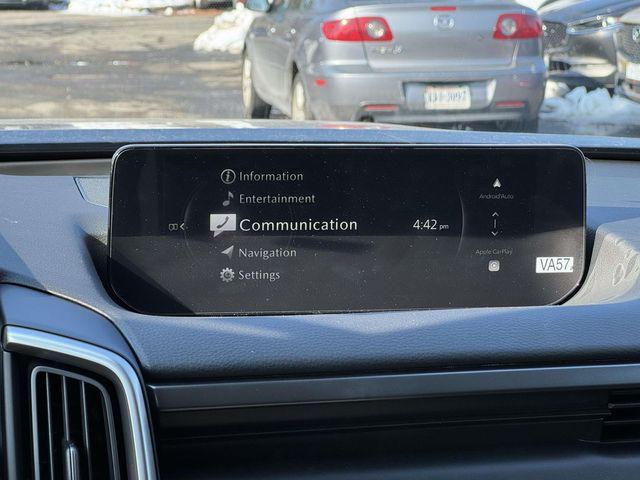 Information
Entertainment
Communication
4:42 pm
Navigation
Settings
Android Auto
Apple CarPlay
VA57